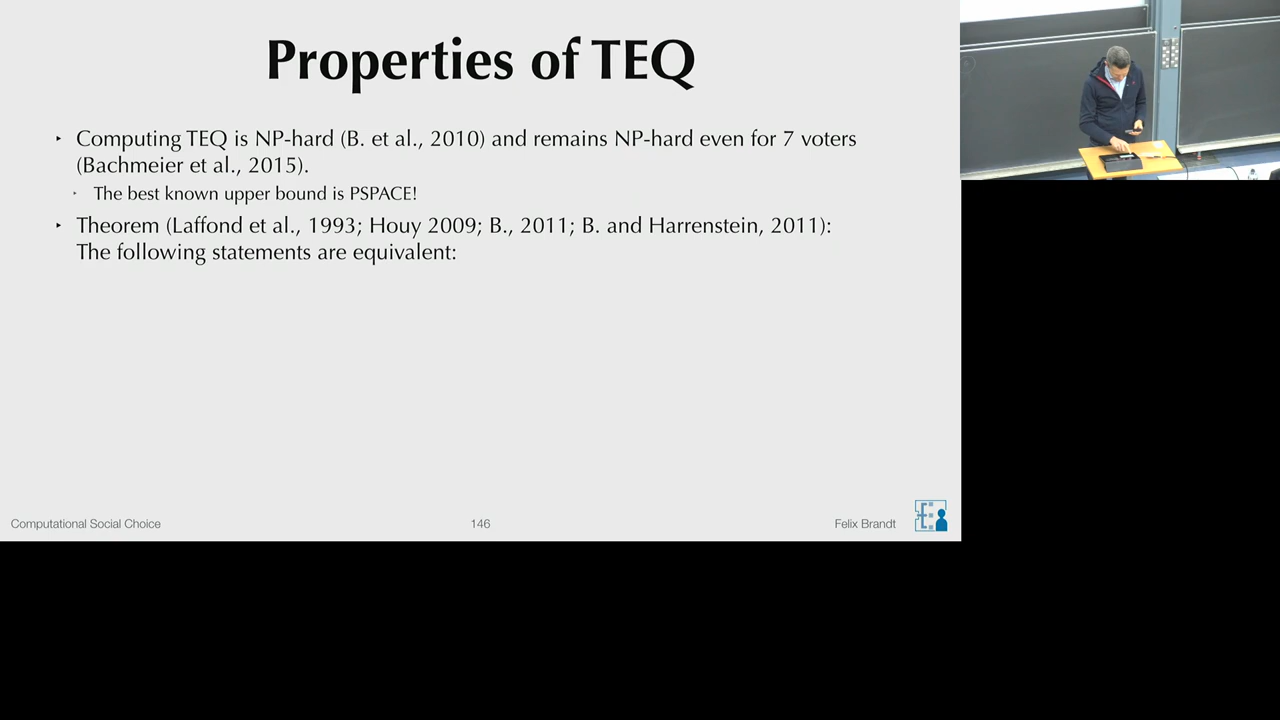 Properties of TEQ
‣ Computing TEQ is NP-hard (B. et al., 2010) and remains NP-hard even for 7 voters
(Bachmeier et al., 2015).
‣ The best known upper bound is PSPACE!
‣ Theorem (Laffond et al., 1993; Houy 2009; B., 2011; B. and Harrenstein, 2011):
The following statements are equivalent:
Computational Social Choice
146
Felix Brandt